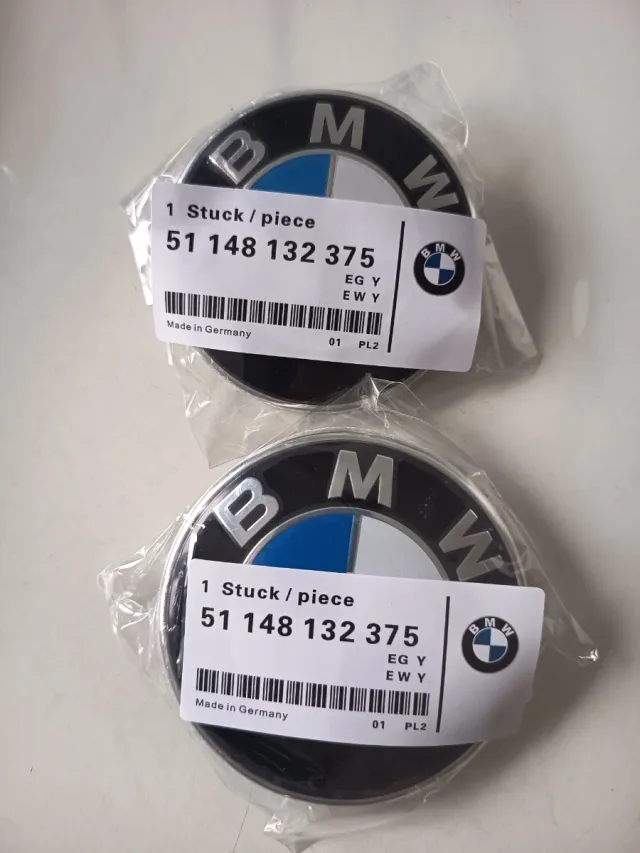 BMW
1 Stuck / piece
51 148 132 375
EG Y
EW Y
Made in Germany
01 PL2
BMW
BMW
1 Stuck / piece
51 148 132 375
EG Y
EW Y
Made in Germany
01 PL2
BMW